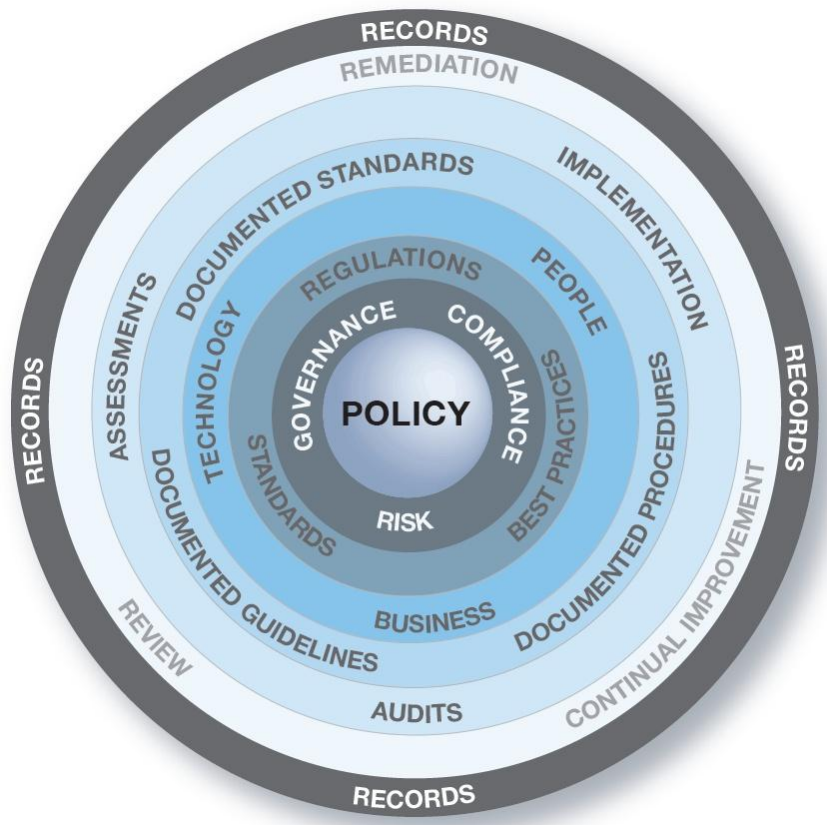 RECORDS
REMEDIATION
IMPLEMENTATION
DOCUMENTED STANDARDS
PEOPLE
REGULATIONS
ASSESSMENTS
TECHNOLOGY
GOVERNANCE
COMPLIANCE
RECORDS
POLICY
RECORDS
BEST PRACTICES
DOCUMENTED PROCEDURES
STANDARDS
RISK
DOCUMENTED GUIDELINES
BUSINESS
REVIEW
CONTINUAL IMPROVEMENT
AUDITS
RECORDS